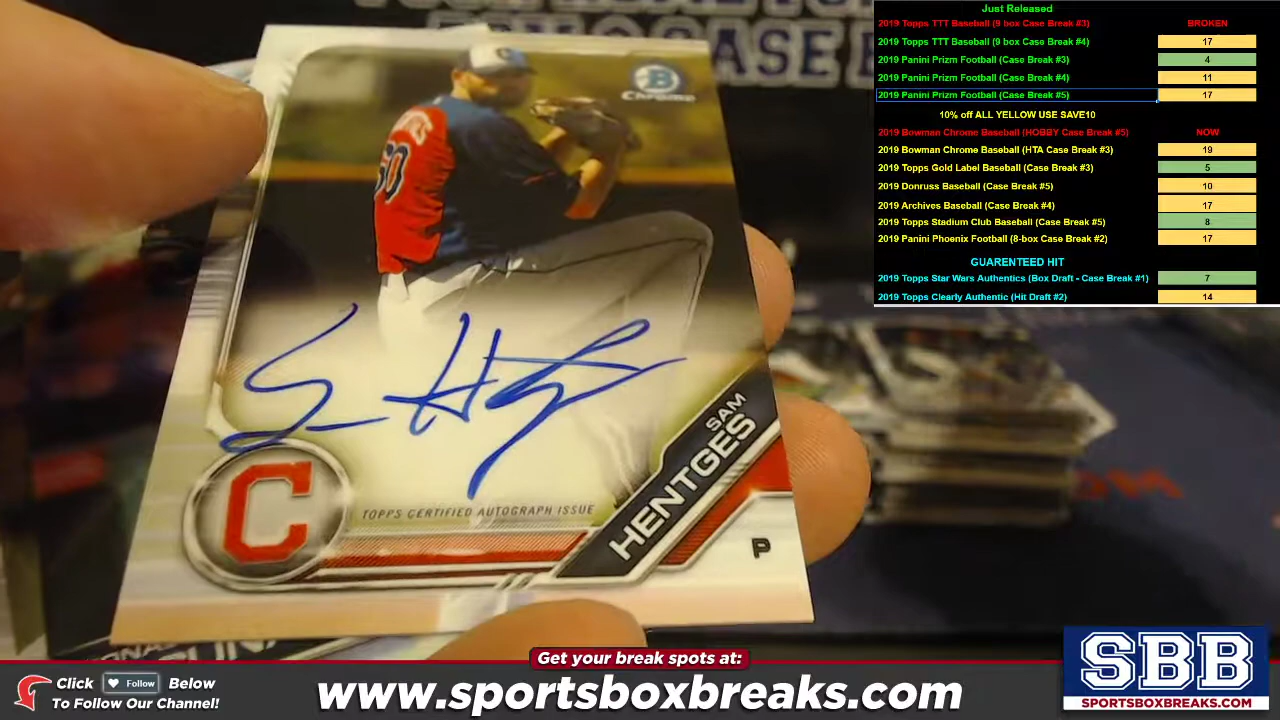 Just Released
2019 Topps TTT Baseball (9 box Case Break #3) BROKEN
2019 Topps TTT Baseball (9 box Case Break #4) 17
2019 Panini Prizm Football (Case Break #3) 4
2019 Panini Prizm Football (Case Break #4) 11
2019 Panini Prizm Football (Case Break #5) 17
10% off ALL YELLOW USE SAVE10
2019 Bowman Chrome Baseball (HOBBY Case Break #5) NOW
2019 Bowman Chrome Baseball (HTA Case Break #3) 19
2019 Topps Gold Label Baseball (Case Break #3) 5
2019 Donruss Baseball (Case Break #5) 10
2019 Archives Baseball (Case Break #4) 17
2019 Topps Stadium Club Baseball (Case Break #5) 8
2019 Panini Phoenix Football (8-box Case Break #2) 17
GUARENTEED HIT
2019 Topps Star Wars Authentics (Box Draft - Case Break #1) 7
2019 Topps Clearly Authentic (Hit Draft #2) 14
B
Chrome
50
SAM
HENTGES
C
TOPPS CERTIFIED AUTOGRAPH ISSUE
P
Get your break spots at:
Click Follow Below
To Follow Our Channel!
www.sportsboxbreaks.com
SBB
SPORTSBOXBREAKS.COM